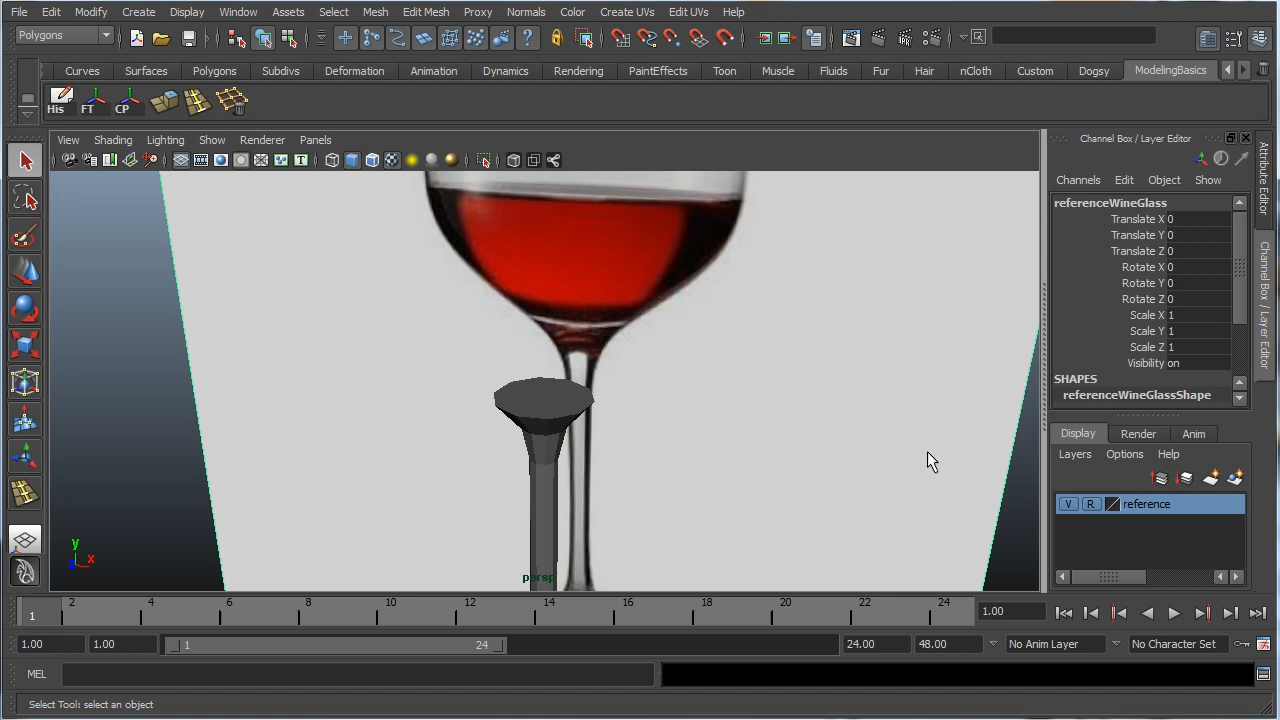 File Edit Modify Create Display Window Assets Select Mesh Edit Mesh Proxy Normals Color Create UVs Edit UVs Help
Polygons
Curves Surfaces Polygons Subdivs Deformation Animation Dynamics Rendering PaintEffects Toon Muscle Fluids Fur Hair nCloth Custom Dogsy ModelingBasics
His FT CP
View Shading Lighting Show Renderer Panels
Channel Box / Layer Editor
Channels Edit Object Show
referenceWineGlass
Translate X 0
Translate Y 0
Translate Z 0
Rotate X 0
Rotate Y 0
Rotate Z 0
Scale X 1
Scale Y 1
Scale Z 1
Visibility on
SHAPES
referenceWineGlassShape
Display Render Anim
Layers Options Help
V R reference
Attribute Editor
Channel Box / Layer Editor
y
x
persp
1 2 4 6 8 10 12 14 16 18 20 22 24 1.00
1.00 1.00 1 24 24.00 48.00 No Anim Layer No Character Set
MEL
Select Tool: select an object